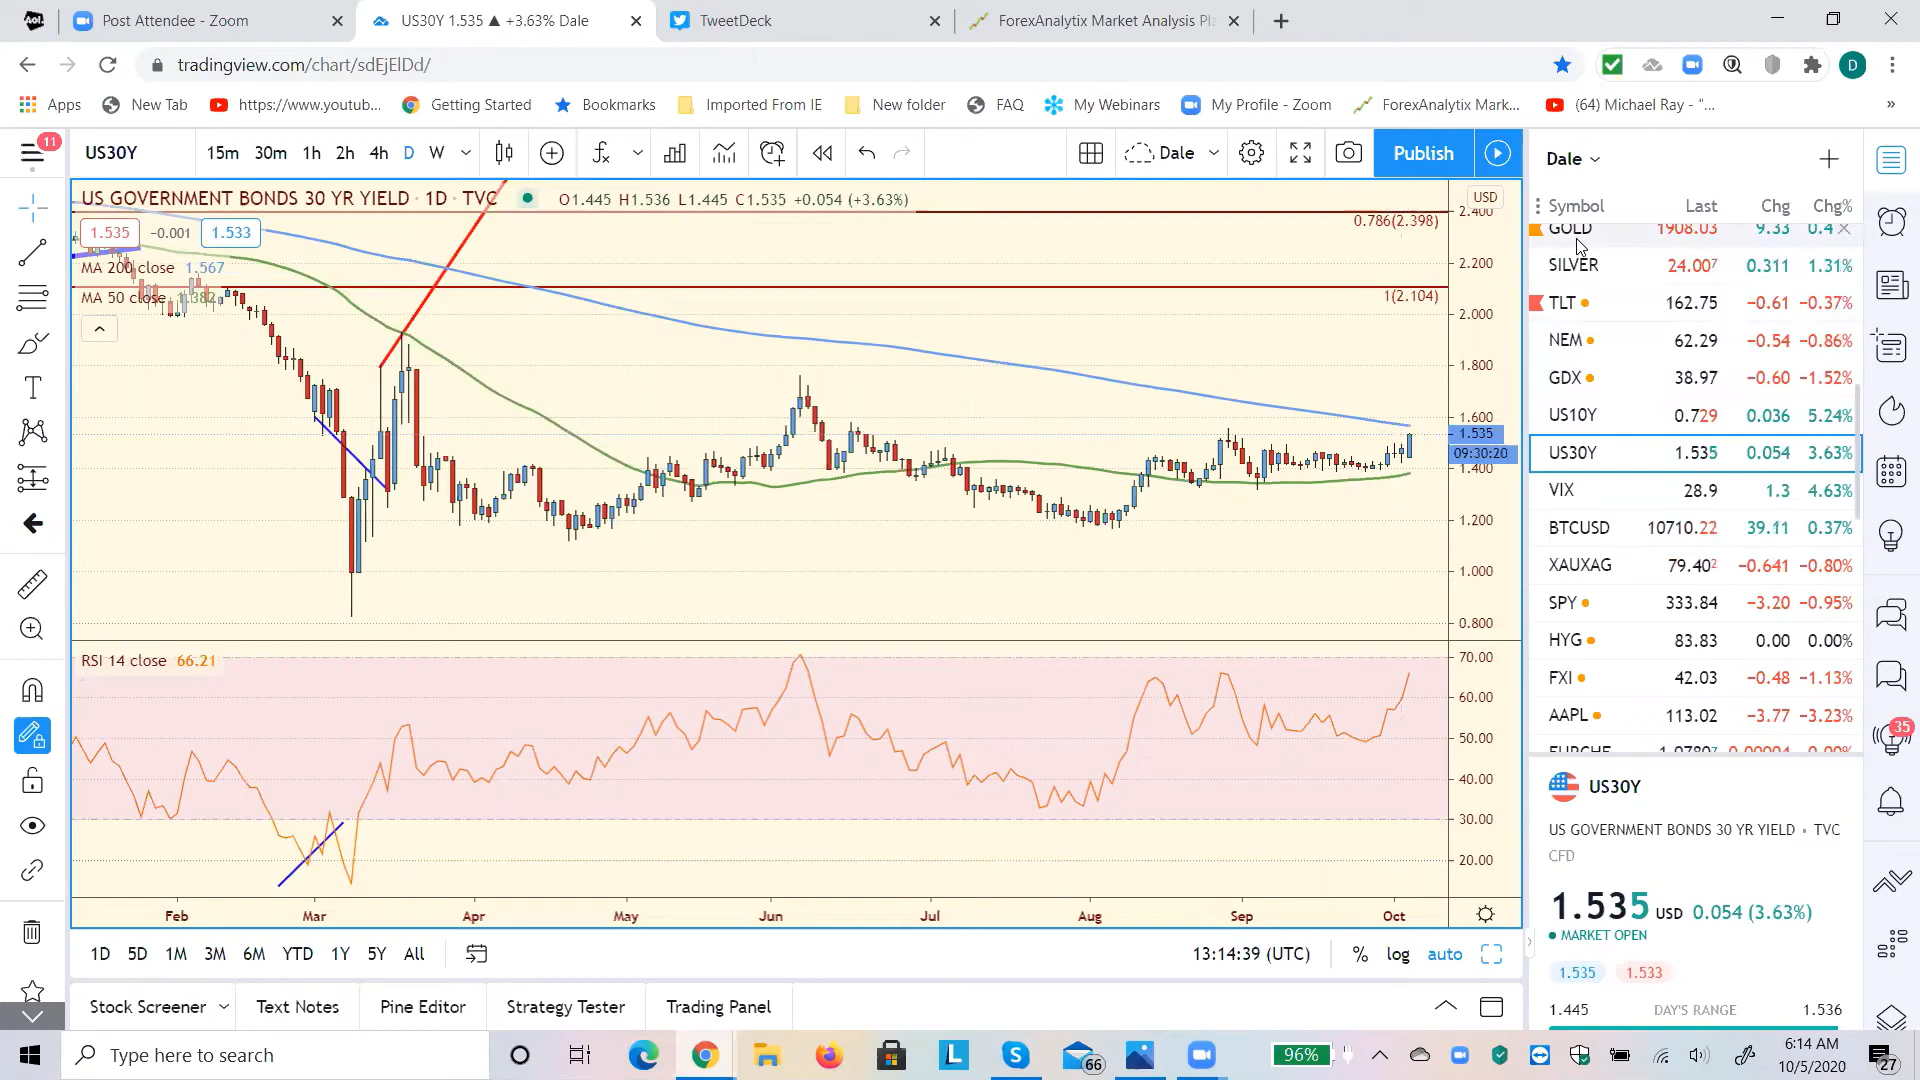 Post Attendee - Zoom
US30Y 1.535 ▲ +3.63% Dale
TweetDeck
ForexAnalytix Market Analysis Pl
tradingview.com/chart/sdEjElDd/
D
Apps
New Tab
https://www.youtub...
Getting Started
Bookmarks
Imported From IE
New folder
FAQ
My Webinars
My Profile - Zoom
ForexAnalytix Mark...
(64) Michael Ray - "...
»
11
US30Y
15m 30m 1h 2h 4h D W
Dale
Publish
US GOVERNMENT BONDS 30 YR YIELD · 1D · TVC
O1.445 H1.536 L1.445 C1.535 +0.054 (+3.63%)
1.535 −0.001 1.533
MA 200 close 1.567
MA 50 close 1.382
0.786(2.398)
1(2.104)
USD
2.400
2.200
2.000
1.800
1.600
1.535
09:30:20
1.400
1.200
1.000
0.800
RSI 14 close 66.21
70.00
60.00
50.00
40.00
30.00
20.00
Feb Mar Apr May Jun Jul Aug Sep Oct
1D 5D 1M 3M 6M YTD 1Y 5Y All
13:14:39 (UTC)
% log auto
Stock Screener
Text Notes
Pine Editor
Strategy Tester
Trading Panel
Dale
Symbol Last Chg Chg%
GOLD 1908.03 9.33 0.4
SILVER 24.007 0.311 1.31%
TLT 162.75 −0.61 −0.37%
NEM 62.29 −0.54 −0.86%
GDX 38.97 −0.60 −1.52%
US10Y 0.729 0.036 5.24%
US30Y 1.535 0.054 3.63%
VIX 28.9 1.3 4.63%
BTCUSD 10710.22 39.11 0.37%
XAUXAG 79.402 −0.641 −0.80%
SPY 333.84 −3.20 −0.95%
HYG 83.83 0.00 0.00%
FXI 42.03 −0.48 −1.13%
AAPL 113.02 −3.77 −3.23%
US30Y
US GOVERNMENT BONDS 30 YR YIELD • TVC
CFD
1.535 USD 0.054 (3.63%)
MARKET OPEN
1.535 1.533
1.445 DAY'S RANGE 1.536
35
Type here to search
L
S
66
96%
6:14 AM
10/5/2020
27